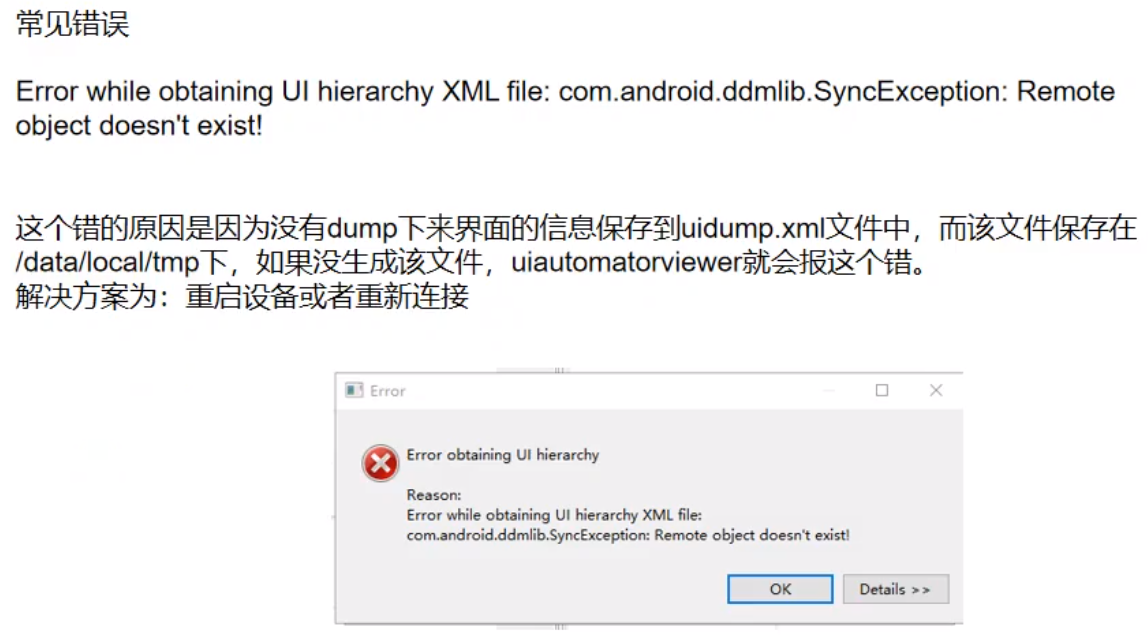 常见错误
Error while obtaining UI hierarchy XML file: com.android.ddmlib.SyncException: Remote
object doesn't exist!
这个错的原因是因为没有dump下来界面的信息保存到uidump.xml文件中，而该文件保存在
/data/local/tmp下，如果没生成该文件，uiautomatorviewer就会报这个错。
解决方案为：重启设备或者重新连接
Error
Error obtaining UI hierarchy
Reason:
Error while obtaining UI hierarchy XML file:
com.android.ddmlib.SyncException: Remote object doesn't exist!
OK
Details >>